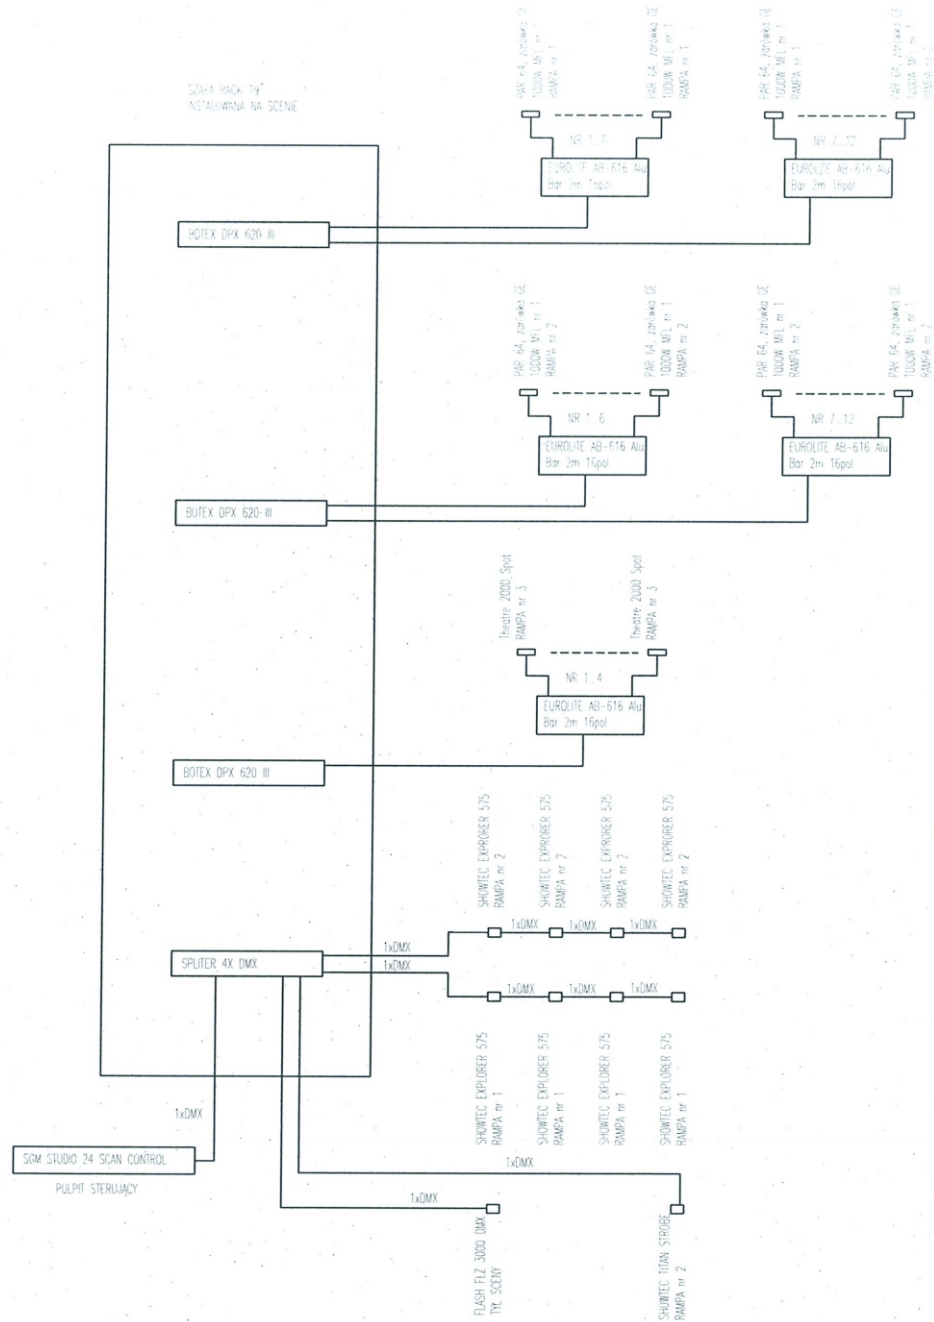 SZAFA RACK 19"
INSTALOWANA NA SCENIE
PAR 64, żarówka GE
1000W MFL nr 1
RAMPA nr 1
PAR 64, żarówka GE
1000W MFL nr 1
RAMPA nr 1
PAR 64, żarówka GE
1000W MFL nr 1
RAMPA nr 1
PAR 64, żarówka GE
1000W MFL nr 1
RAMPA nr 1
NR 1..6
NR 7..12
EUROLITE AB-616 Alu
Bar 2m 16pol
EUROLITE AB-616 Alu
Bar 2m 16pol
BOTEX DPX 620 III
PAR 64, żarówka GE
1000W MFL nr 1
RAMPA nr 2
PAR 64, żarówka GE
1000W MFL nr 1
RAMPA nr 2
PAR 64, żarówka GE
1000W MFL nr 1
RAMPA nr 2
PAR 64, żarówka GE
1000W MFL nr 1
RAMPA nr 2
NR 1..6
NR 7..12
EUROLITE AB-616 Alu
Bar 2m 16pol
EUROLITE AB-616 Alu
Bar 2m 16pol
BOTEX DPX 620 III
Theatre 2000 Spot
RAMPA nr 3
Theatre 2000 Spot
RAMPA nr 3
NR 1..4
EUROLITE AB-616 Alu
Bar 2m 16pol
BOTEX DPX 620 III
SHOWTEC EXPRORER 575
RAMPA nr 2
SHOWTEC EXPRORER 575
RAMPA nr 2
SHOWTEC EXPRORER 575
RAMPA nr 2
SHOWTEC EXPRORER 575
RAMPA nr 2
1xDMX
1xDMX
1xDMX
1xDMX
1xDMX
SPLITER 4X DMX
1xDMX
1xDMX
1xDMX
SHOWTEC EXPLORER 575
RAMPA nr 1
SHOWTEC EXPLORER 575
RAMPA nr 1
SHOWTEC EXPLORER 575
RAMPA nr 1
SHOWTEC EXPLORER 575
RAMPA nr 1
1xDMX
SGM STUDIO 24 SCAN CONTROL
PULPIT STERUJĄCY
1xDMX
1xDMX
FLASH FLZ 3000 DMX
TYŁ SCENY
SHOWTEC TITAN STROBE
RAMPA nr 2